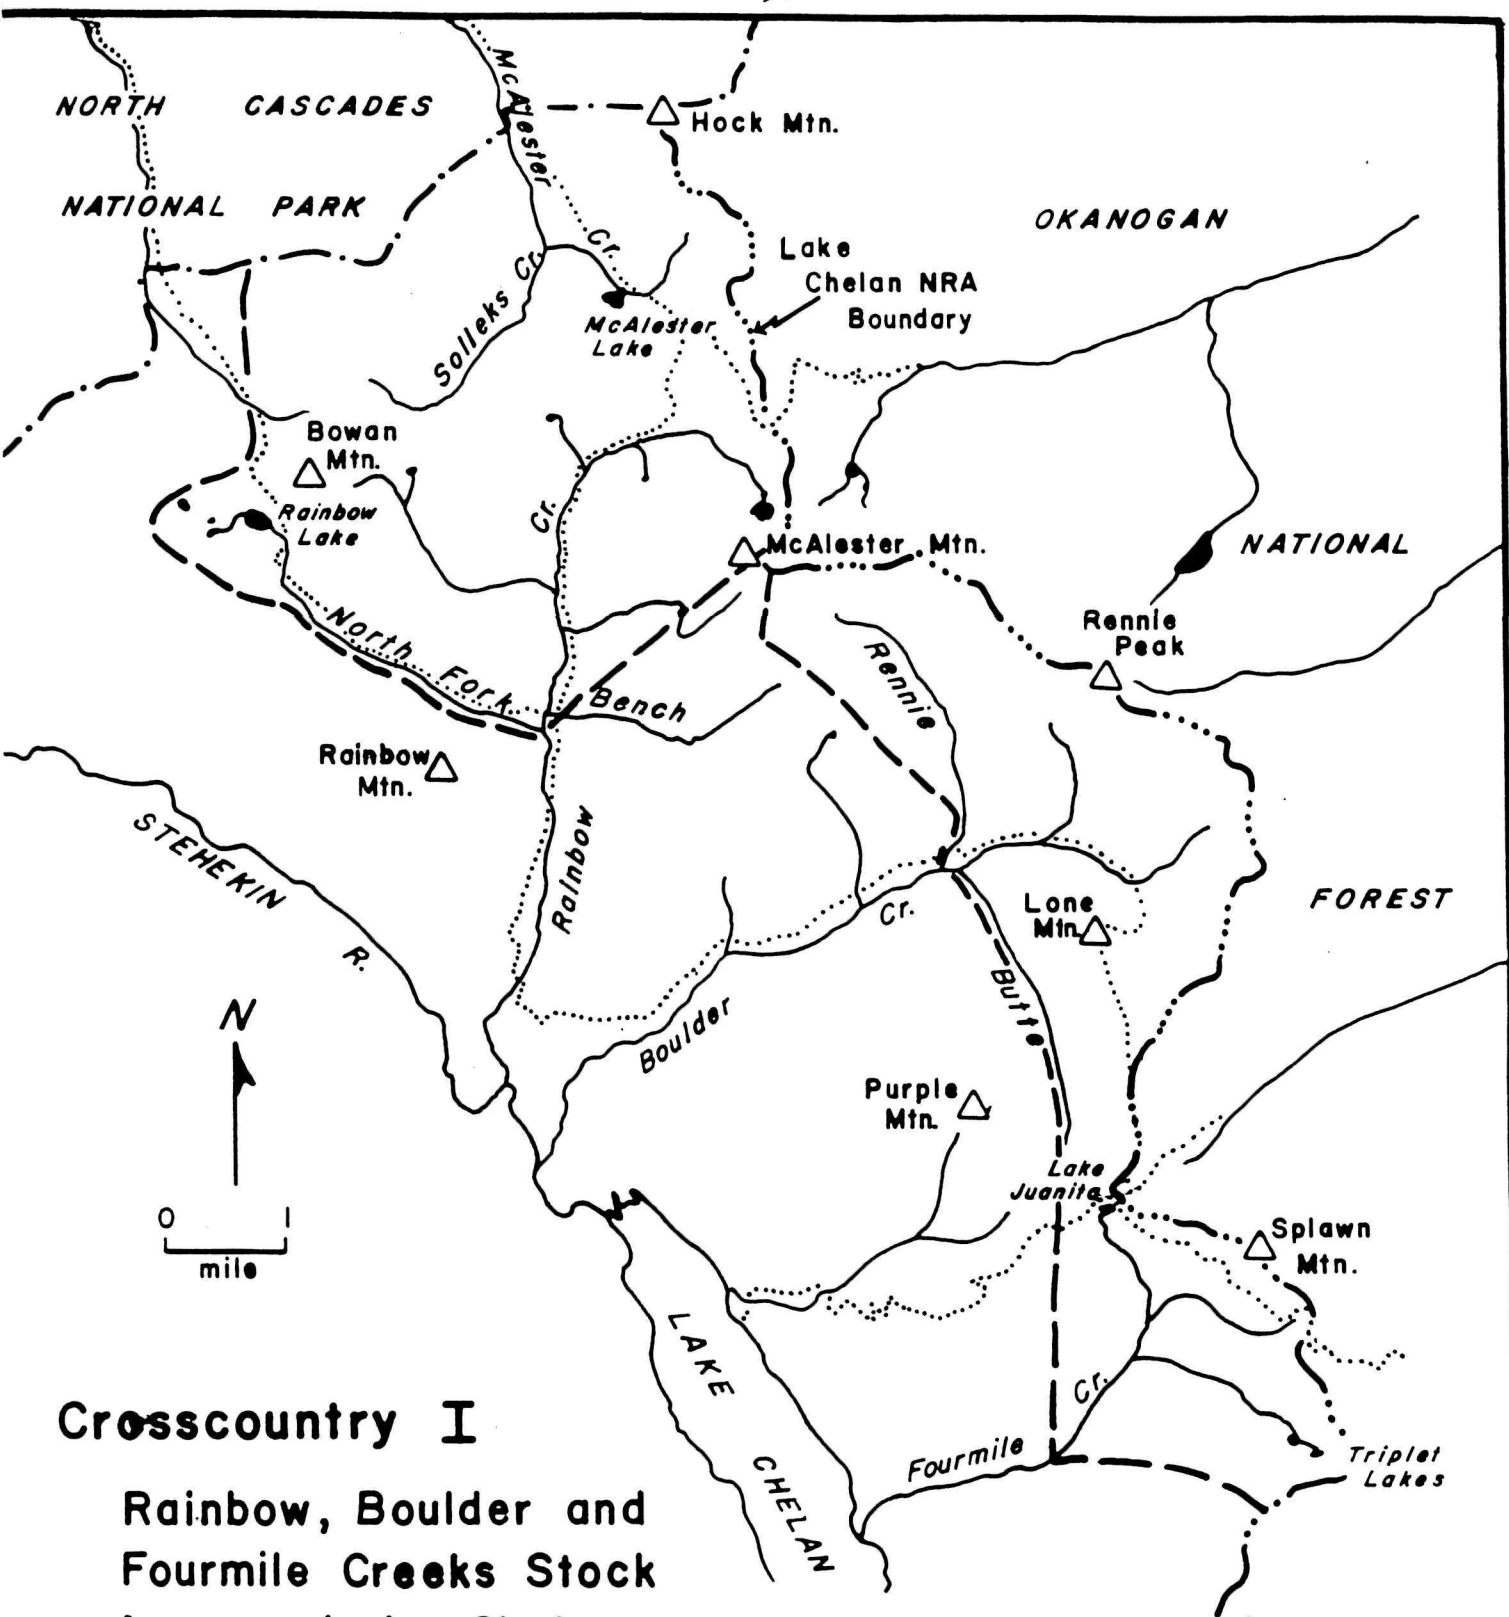 NORTH CASCADES
NATIONAL PARK
McAlester
Cr.
Hock Mtn.
OKANOGAN
Lake
Chelan NRA
Boundary
Solleks Cr.
McAlester
Lake
Bowan
Mtn.
Rainbow
Lake
Cr.
McAlester Mtn.
NATIONAL
Rennie
Peak
North Fork
Bench
Rennie
Rainbow
Mtn.
STEHEKIN
R.
Rainbow
Cr.
Lone
Mtn.
FOREST
Butte
Boulder
N
Purple
Mtn.
Lake
Juanita
0 1
mile
Splawn
Mtn.
LAKE
CHELAN
Cr.
Fourmile
Triplet
Lakes
Crosscountry I
Rainbow, Boulder and
Fourmile Creeks Stock